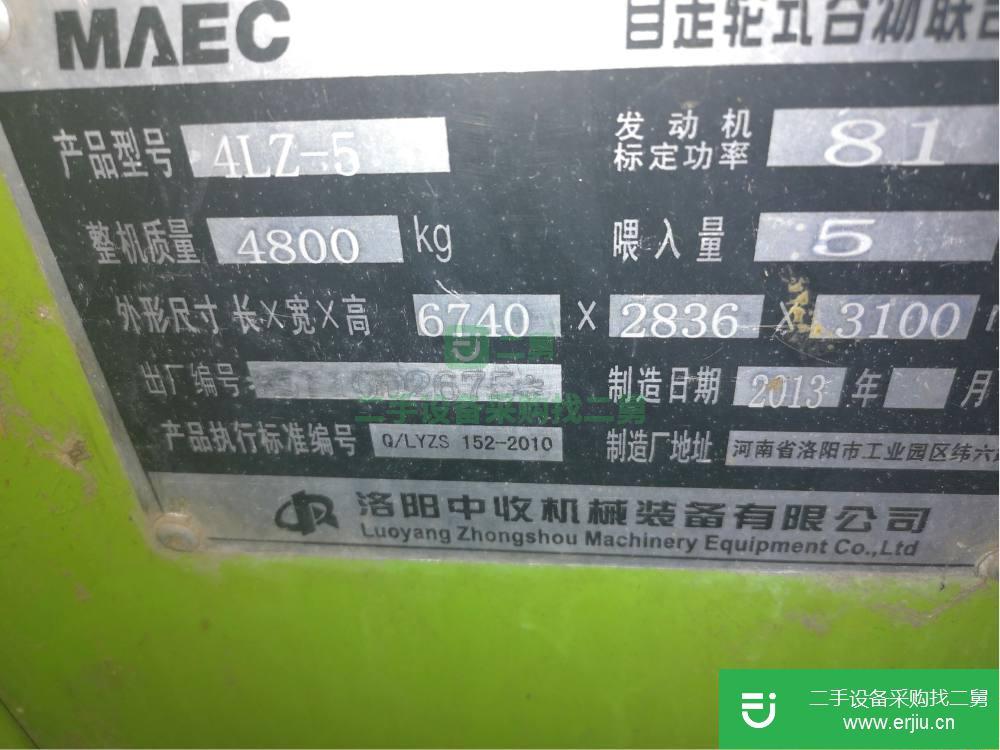 MAEC
自走轮式谷物联合
产品型号 4LZ-5
发动机标定功率 81
整机质量 4800 kg
喂入量 5
外形尺寸 长×宽×高 6740 × 2836 × 3100
二舅
出厂编号
制造日期 2013 年 月
二手设备采购找二舅
产品执行标准编号 Q/LYZS 152-2010
制造厂地址 河南省洛阳市工业园区纬六
洛阳中收机械装备有限公司
Luoyang Zhongshou Machinery Equipment Co.,Ltd
二手设备采购找二舅
www.erjiu.cn